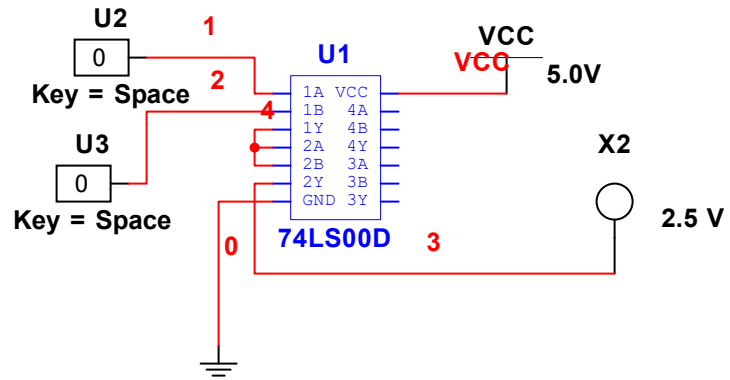 U2
1
0
2
Key = Space
U3
0
Key = Space
U1
4
1A VCC
1B 4A
1Y 4B
2A 4Y
2B 3A
2Y 3B
GND 3Y
74LS00D
VCC
VCC
5.0V
X2
2.5 V
0
3